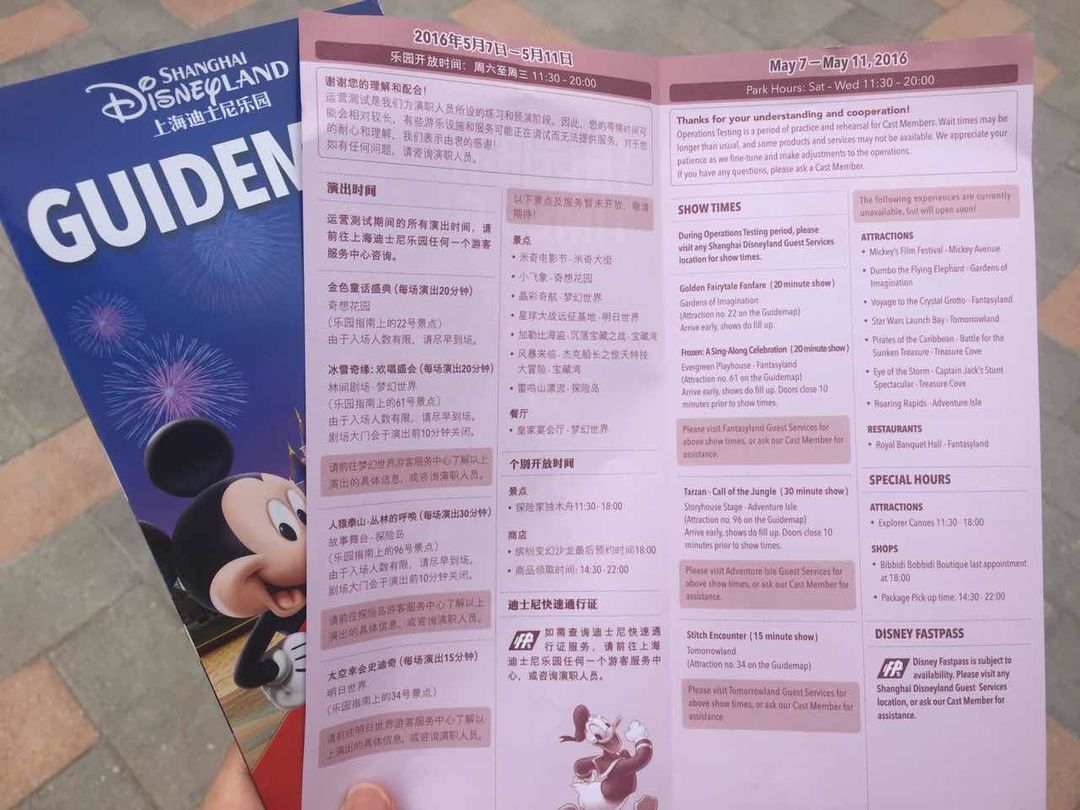 SHANGHAI
DISNEYLAND
上海迪士尼乐园
2016年5月7日－5月11日
乐园开放时间：周六至周三 11:30 - 20:00
谢谢您的理解和配合！
运营测试是我们为演职人员所设的练习和预演阶段。因此，您的等候时间可
能会相对较长，有些游乐设施和服务可能正在调试而无法提供服务。对于您
的耐心和理解，我们表示由衷的感谢！
如有任何问题，请咨询演职人员。
演出时间
运营测试期间的所有演出时间，请
前往上海迪士尼乐园任何一个游客
服务中心咨询。
金色童话盛典（每场演出20分钟）
奇想花园
（乐园指南上的22号景点）
由于入场人数有限，请尽早到场。
冰雪奇缘：欢唱盛会（每场演出20分钟）
林间剧场 · 梦幻世界
（乐园指南上的61号景点）
由于入场人数有限，请尽早到场。
剧场大门会于演出前10分钟关闭。
请前往梦幻世界游客服务中心了解以上
演出的具体信息，或咨询演职人员。
人猿泰山 · 丛林的呼唤（每场演出30分钟）
故事舞台 · 探险岛
（乐园指南上的96号景点）
由于入场人数有限，请尽早到场。
剧场大门会于演出前10分钟关闭。
请前往探险岛游客服务中心了解以上
演出的具体信息，或咨询演职人员。
太空幸会史迪奇（每场演出15分钟）
明日世界
（乐园指南上的34号景点）
请前往明日世界游客服务中心了解以
上演出的具体信息，或咨询演职人员。
以下景点及服务暂未开放，敬请
期待！
景点
• 米奇电影节 · 米奇大街
• 小飞象 · 奇想花园
• 晶彩奇航 · 梦幻世界
• 星球大战远征基地 · 明日世界
• 加勒比海盗 · 沉落宝藏之战 · 宝藏湾
• 风暴来临 · 杰克船长之惊天特技
大冒险 · 宝藏湾
• 雷鸣山漂流 · 探险岛
餐厅
• 皇家宴会厅 · 梦幻世界
个别开放时间
景点
• 探险家独木舟11:30 - 18:00
商店
• 缤纷变幻沙龙最后预约时间18:00
• 商品领取时间: 14:30 - 22:00
迪士尼快速通行证
FP
如需查询迪士尼快速通
行证服务，请前往上海
迪士尼乐园任何一个游客服务中
心，或咨询演职人员。
May 7－May 11, 2016
Park Hours: Sat - Wed 11:30 - 20:00
Thanks for your understanding and cooperation!
Operations Testing is a period of practice and rehearsal for Cast Members. Wait times may be
longer than usual, and some products and services may not be available. We appreciate your
patience as we fine-tune and make adjustments to the operations.
If you have any questions, please ask a Cast Member.
SHOW TIMES
During Operations Testing period, please
visit any Shanghai Disneyland Guest Services
location for show times.
Golden Fairytale Fanfare (20 minute show)
Gardens of Imagination
(Attraction no. 22 on the Guidemap)
Arrive early, shows do fill up.
Frozen: A Sing-Along Celebration (20 minute show)
Evergreen Playhouse - Fantasyland
(Attraction no. 61 on the Guidemap)
Arrive early, shows do fill up. Doors close 10
minutes prior to show times.
Please visit Fantasyland Guest Services for
above show times, or ask our Cast Member for
assistance.
Tarzan - Call of the Jungle (30 minute show)
Storyhouse Stage - Adventure Isle
(Attraction no. 96 on the Guidemap)
Arrive early, shows do fill up. Doors close 10
minutes prior to show times.
Please visit Adventure Isle Guest Services for
above show times, or ask our Cast Member for
assistance.
Stitch Encounter (15 minute show)
Tomorrowland
(Attraction no. 34 on the Guidemap)
Please visit Tomorrowland Guest Services for
above show times, or ask our Cast Member for
assistance.
The following experiences are currently
unavailable, but will open soon!
ATTRACTIONS
• Mickey's Film Festival - Mickey Avenue
• Dumbo the Flying Elephant - Gardens of
Imagination
• Voyage to the Crystal Grotto - Fantasyland
• Star Wars Launch Bay - Tomorrowland
• Pirates of the Caribbean - Battle for the
Sunken Treasure - Treasure Cove
• Eye of the Storm - Captain Jack's Stunt
Spectacular - Treasure Cove
• Roaring Rapids - Adventure Isle
RESTAURANTS
• Royal Banquet Hall - Fantasyland
SPECIAL HOURS
ATTRACTIONS
• Explorer Canoes 11:30 - 18:00
SHOPS
• Bibbidi Bobbidi Boutique last appointment
at 18:00
• Package Pick-up time: 14:30 - 22:00
DISNEY FASTPASS
FP
Disney Fastpass is subject to
availability. Please visit any
Shanghai Disneyland Guest Services
location, or ask our Cast Member for
assistance.